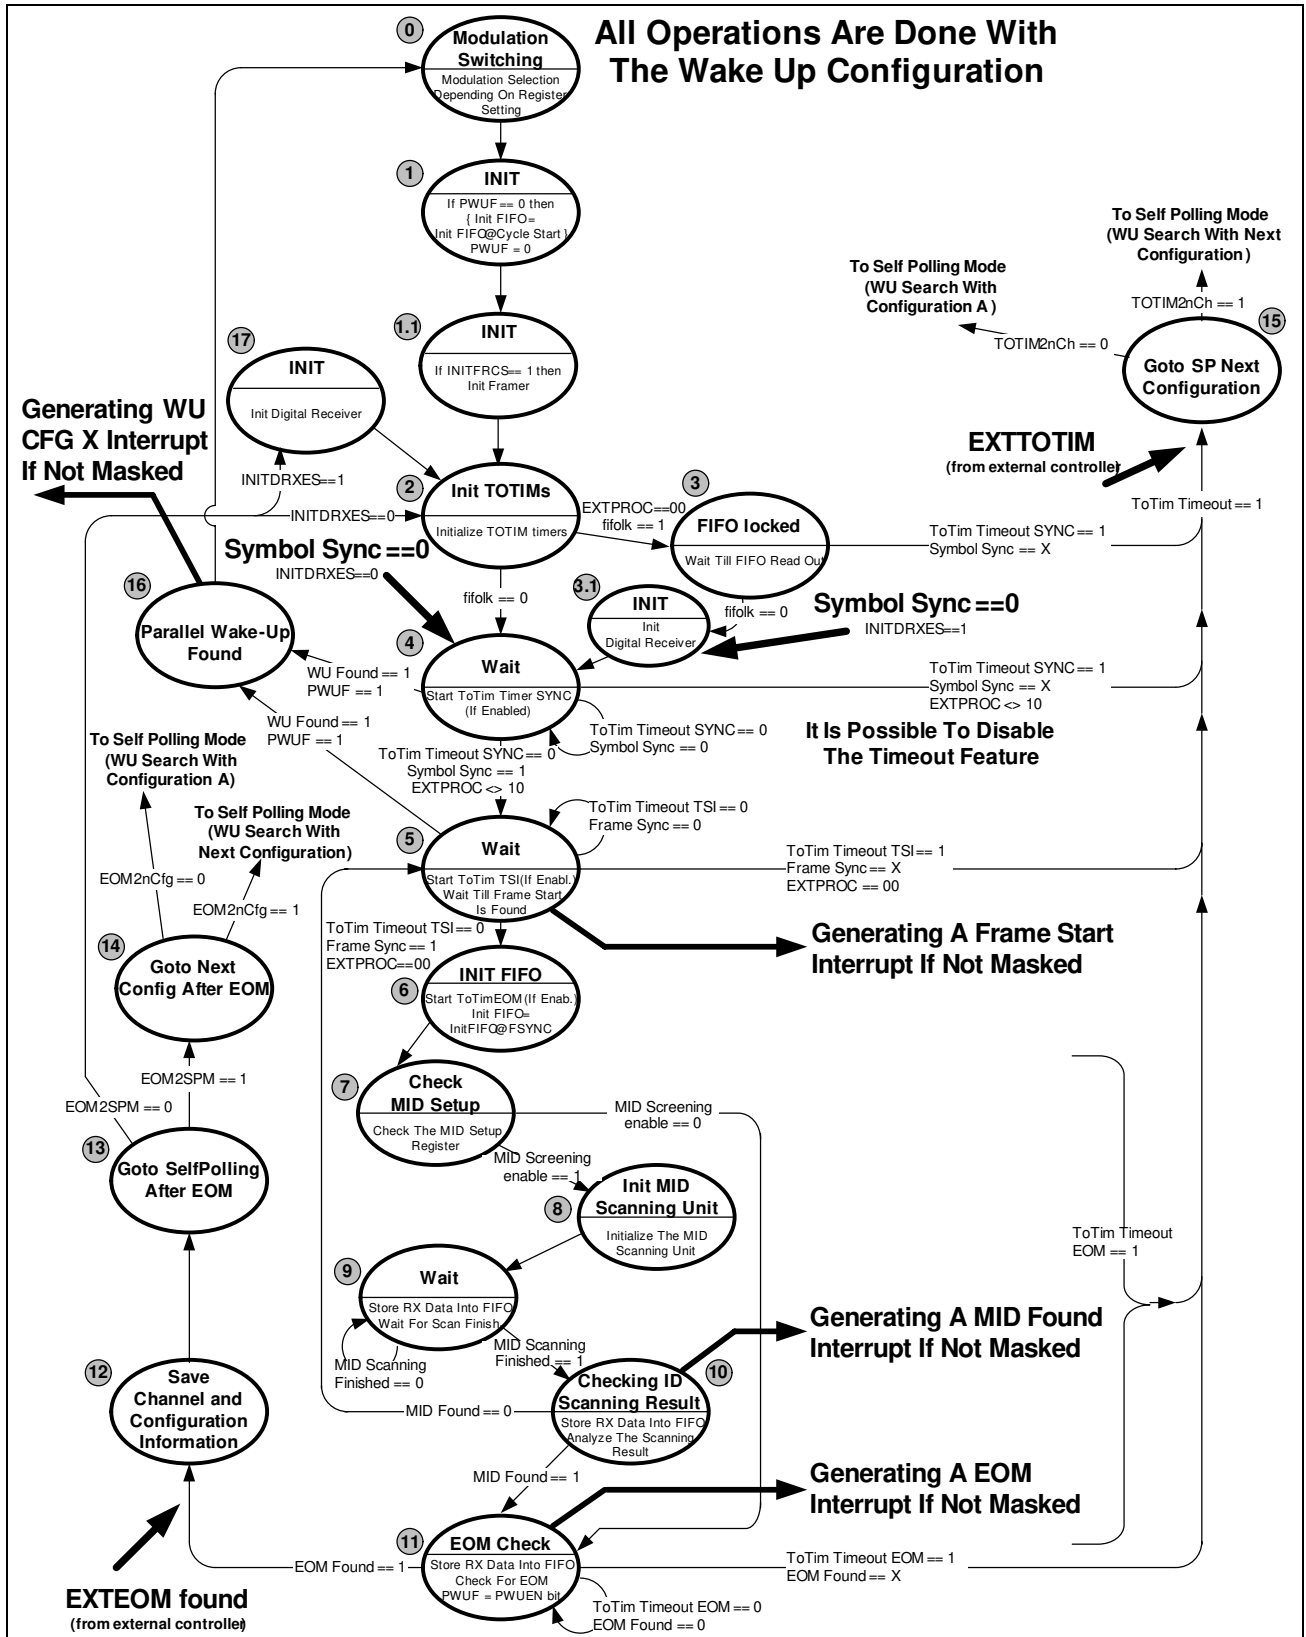 All Operations Are Done With
The Wake Up Configuration
0
Modulation
Switching
Modulation Selection
Depending On Register
Setting
1
INIT
If PWUF == 0 then
{ Init FIFO =
Init FIFO@Cycle Start }
PWUF = 0
To Self Polling Mode
(WU Search With Next
Configuration)
To Self Polling Mode
(WU Search With
Configuration A)
TOTIM2nCh == 1
TOTIM2nCh == 0
15
Goto SP Next
Configuration
1.1
INIT
If INITFRCS == 1 then
Init Framer
17
INIT
Init Digital Receiver
Generating WU
CFG X Interrupt
If Not Masked
INITDRXES==1
INITDRXES==0
EXTTOTIM
(from external controller)
2
Init TOTIMs
Initialize TOTIM timers
EXTPROC==00
fifolk == 1
3
FIFO locked
Wait Till FIFO Read Out
ToTim Timeout == 1
ToTim Timeout SYNC == 1
Symbol Sync == X
Symbol Sync ==0
INITDRXES==0
16
Parallel Wake-Up
Found
fifolk == 0
3.1
INIT
Init
Digital Receiver
fifolk == 0
Symbol Sync ==0
INITDRXES==1
4
Wait
Start ToTim Timer SYNC
(If Enabled)
WU Found == 1
PWUF == 1
ToTim Timeout SYNC == 1
Symbol Sync == X
EXTPROC <> 10
WU Found == 1
PWUF == 1
ToTim Timeout SYNC == 0
Symbol Sync == 0
It Is Possible To Disable
The Timeout Feature
To Self Polling Mode
(WU Search With
Configuration A)
ToTim Timeout SYNC == 0
Symbol Sync == 1
EXTPROC <> 10
To Self Polling Mode
(WU Search With
Next Configuration)
ToTim Timeout TSI == 0
Frame Sync == 0
5
Wait
Start ToTim TSI(If Enabl.)
Wait Till Frame Start
Is Found
ToTim Timeout TSI == 1
Frame Sync == X
EXTPROC == 00
EOM2nCfg == 0
EOM2nCfg == 1
ToTim Timeout TSI == 0
Frame Sync == 1
EXTPROC==00
Generating A Frame Start
Interrupt If Not Masked
14
Goto Next
Config After EOM
6
INIT FIFO
Start ToTimEOM(If Enab.)
Init FIFO=
InitFIFO@FSYNC
EOM2SPM == 1
EOM2SPM == 0
7
Check
MID Setup
Check The MID Setup
Register
MID Screening
enable == 0
13
Goto SelfPolling
After EOM
MID Screening
enable == 1
8
Init MID
Scanning Unit
Initialize The MID
Scanning Unit
ToTim Timeout
EOM == 1
9
Wait
Store RX Data Into FIFO
Wait For Scan Finish
Generating A MID Found
Interrupt If Not Masked
MID Scanning
Finished == 0
MID Scanning
Finished == 1
12
Save
Channel and
Configuration
Information
10
Checking ID
Scanning Result
Store RX Data Into FIFO
Analyze The Scanning
Result
MID Found == 0
MID Found == 1
Generating A EOM
Interrupt If Not Masked
11
EOM Check
Store RX Data Into FIFO
Check For EOM
PWUF = PWUEN bit
EOM Found == 1
ToTim Timeout EOM == 1
EOM Found == X
EXTEOM found
(from external controller)
ToTim Timeout EOM == 0
EOM Found == 0